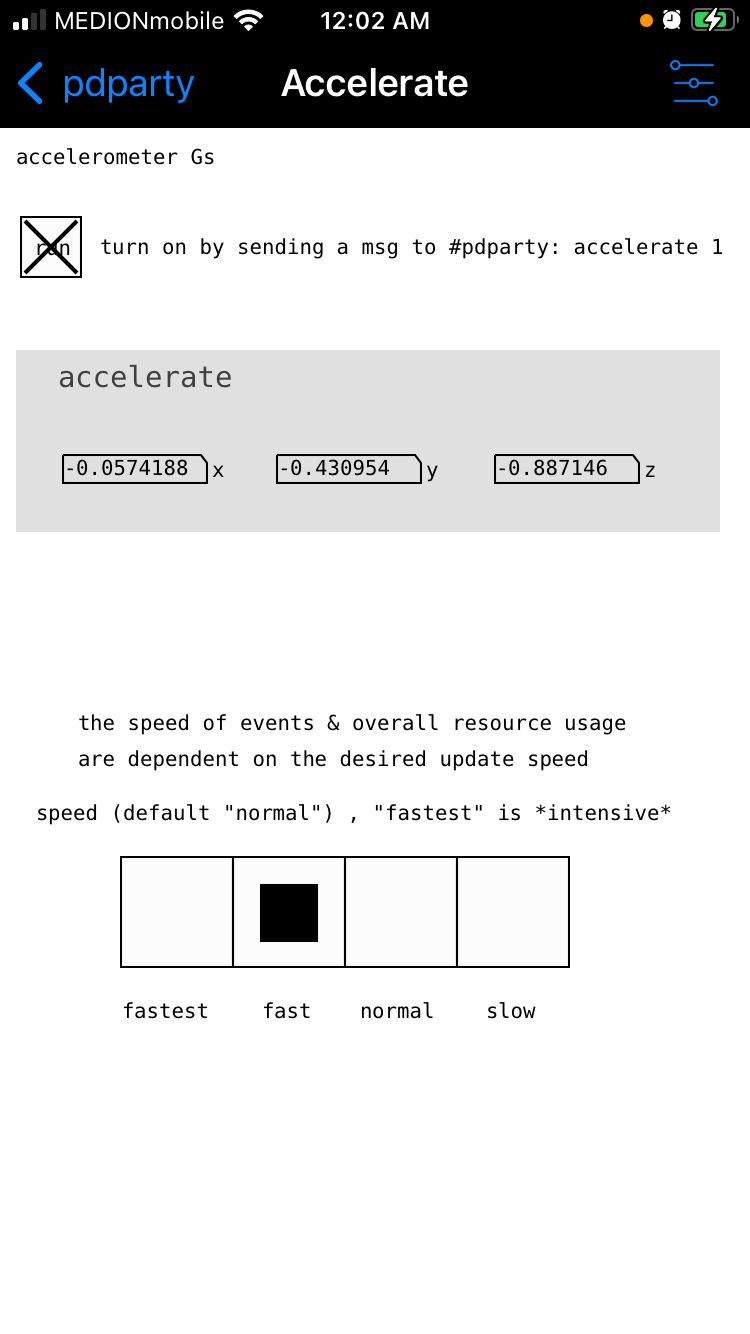 MEDIONmobile 12:02 AM
pdparty Accelerate
accelerometer Gs
run turn on by sending a msg to #pdparty: accelerate 1
accelerate
-0.0574188 x -0.430954 y -0.887146 z
the speed of events & overall resource usage
are dependent on the desired update speed
speed (default "normal") , "fastest" is *intensive*
fastest fast normal slow